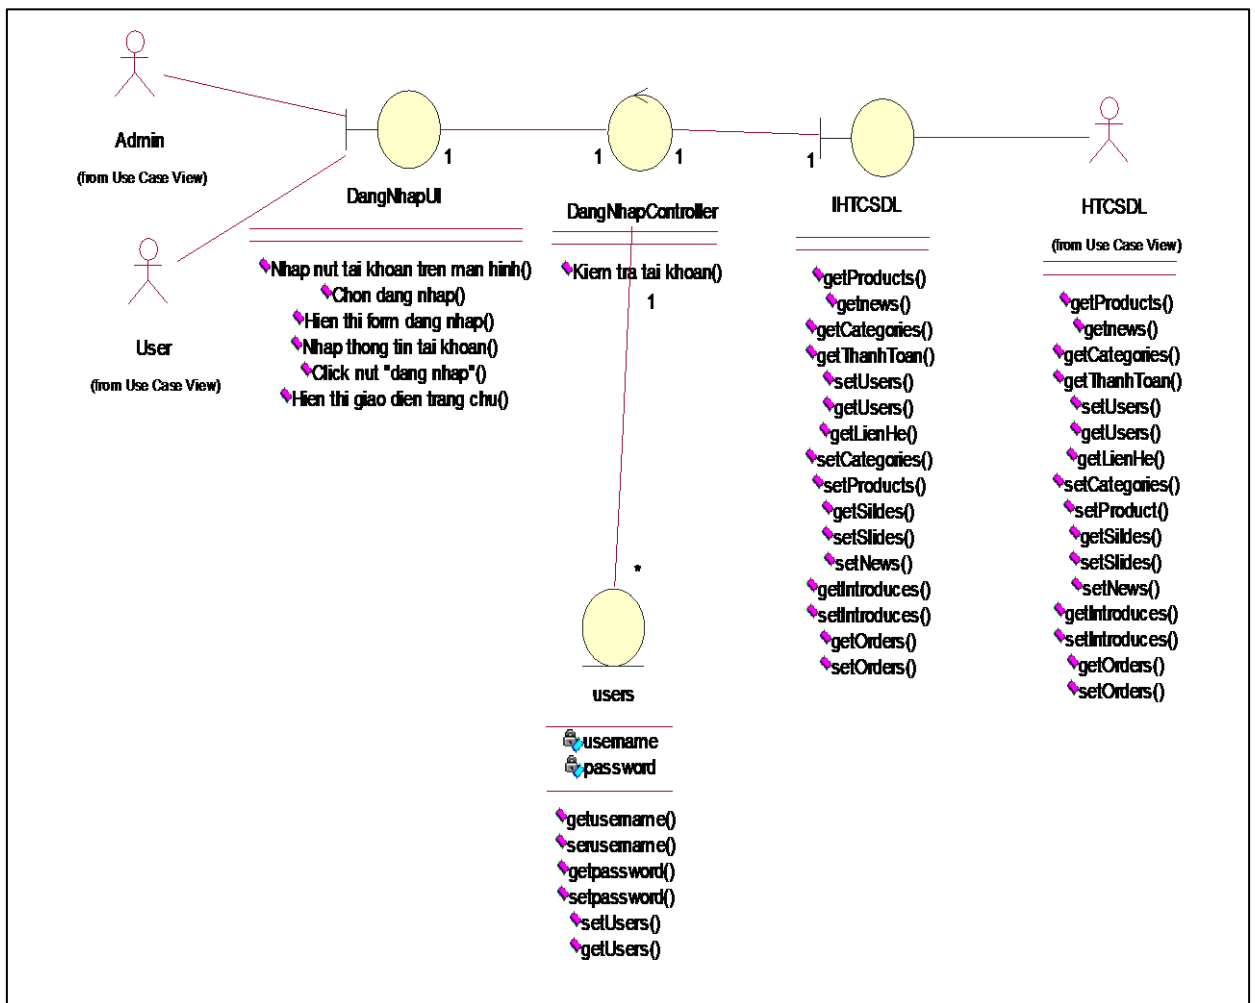 Admin
(from Use Case View)
User
(from Use Case View)
1
DangNhapUI
Nhap nut tai khoan tren man hinh()
Chon dang nhap()
Hien thi form dang nhap()
Nhap thong tin tai khoan()
Click nut "dang nhap"()
Hien thi giao dien trang chu()
1
1
DangNhapController
Kiem tra tai khoan()
1
*
users
username
password
getusername()
serusername()
getpassword()
setpassword()
setUsers()
getUsers()
1
IHTCSDL
getProducts()
getnews()
getCategories()
getThanhToan()
setUsers()
getUsers()
getLienHe()
setCategories()
setProducts()
getSildes()
setSlides()
setNews()
getIntroduces()
setIntroduces()
getOrders()
setOrders()
HTCSDL
(from Use Case View)
getProducts()
getnews()
getCategories()
getThanhToan()
setUsers()
getUsers()
getLienHe()
setCategories()
setProduct()
getSildes()
setSlides()
setNews()
getIntroduces()
setIntroduces()
getOrders()
setOrders()